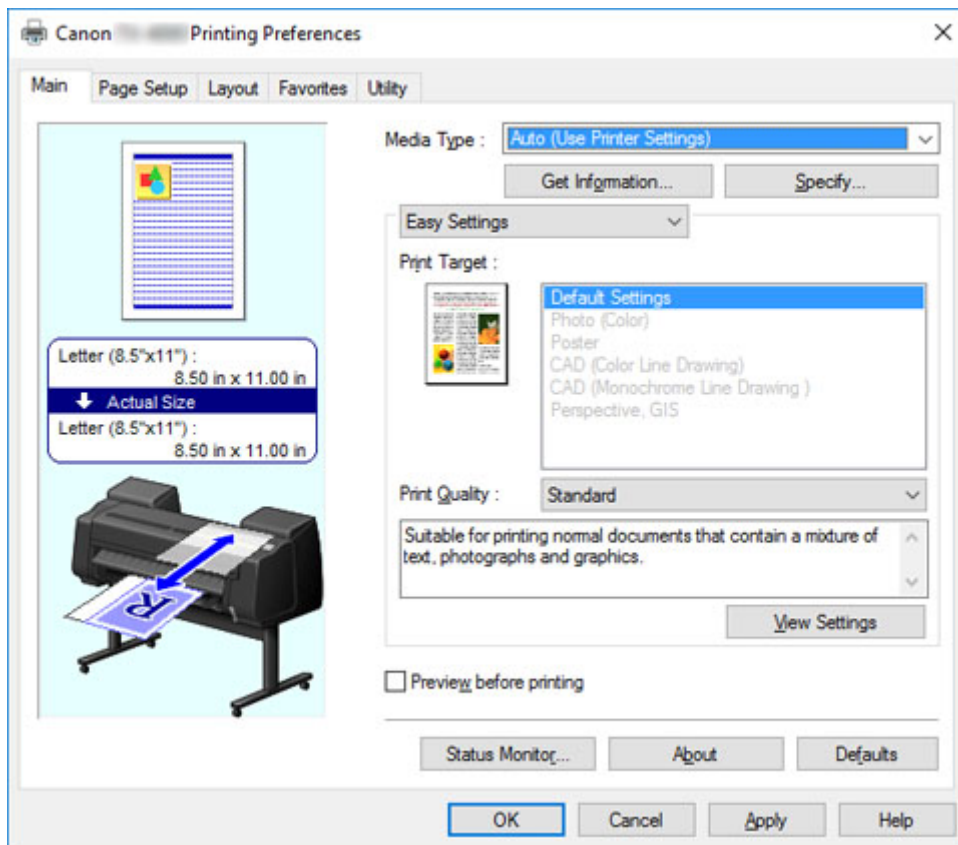 Canon Printing Preferences
Main Page Setup Layout Favorites Utility
Media Type : Auto (Use Printer Settings)
Get Information... Specify...
Easy Settings
Print Target :
Default Settings
Photo (Color)
Poster
CAD (Color Line Drawing)
CAD (Monochrome Line Drawing )
Perspective, GIS
Letter (8.5"x11") :
8.50 in x 11.00 in
Actual Size
Letter (8.5"x11") :
8.50 in x 11.00 in
R
Print Quality : Standard
Suitable for printing normal documents that contain a mixture of
text, photographs and graphics.
View Settings
Preview before printing
Status Monitor... About Defaults
OK Cancel Apply Help